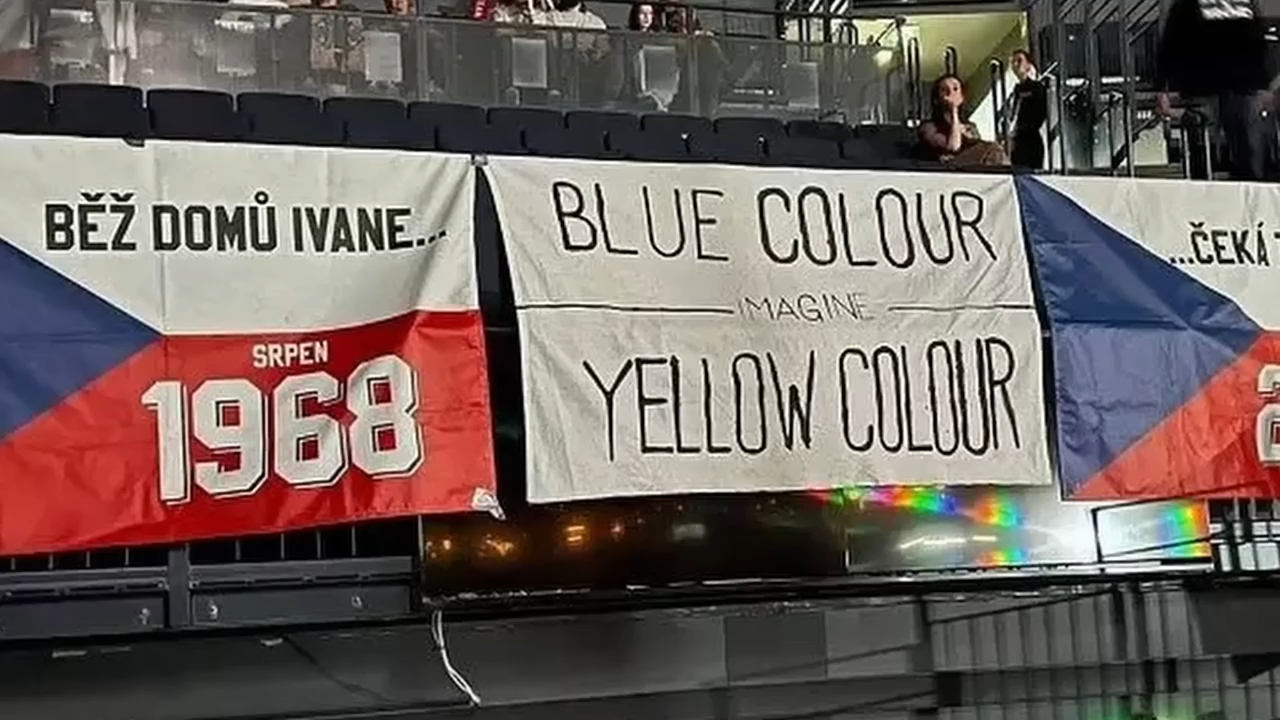 BĚŽ DOMŮ IVANE...
SRPEN
1968
BLUE COLOUR
IMAGINE
YELLOW COLOUR
...ČEKÁ